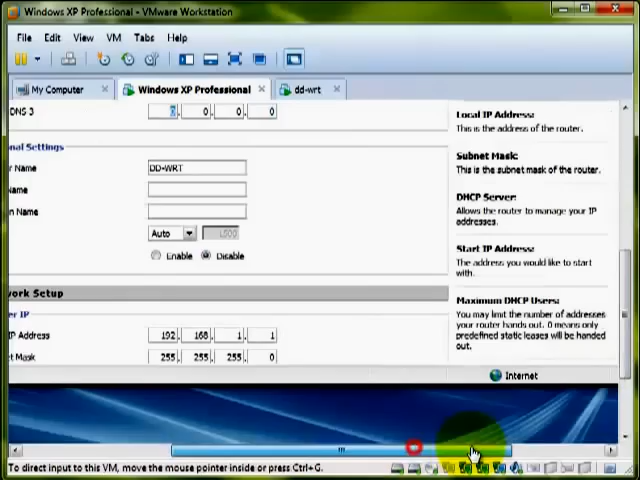 Windows XP Professional - VMware Workstation
File Edit View VM Tabs Help
My Computer × Windows XP Professional × dd-wrt ×
DNS 3 0. 0. 0. 0
Local IP Address:
This is the address of the router.
onal Settings
Subnet Mask:
This is the subnet mask of the router.
r Name DD-WRT
Name
n Name
DHCP Server:
Allows the router to manage your IP
addresses.
Auto 1500
Enable Disable
Start IP Address:
The address you would like to start
with.
work Setup
Maximum DHCP Users:
You may limit the number of addresses
your router hands out. 0 means only
predefined static leases will be handed
out.
er IP
IP Address 192. 168. 1. 1
t Mask 255. 255. 255. 0
Internet
To direct input to this VM, move the mouse pointer inside or press Ctrl+G.